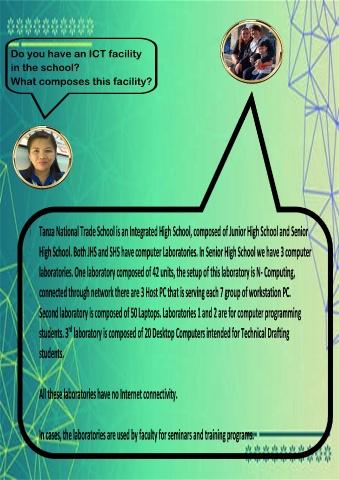 Do you have an ICT facility
in the school?
What composes this facility?
Tanza National Trade School is an Integrated High School, composed of Junior High School and Senior
High School. Both JHS and SHS have computer Laboratories. In Senior High School we have 3 computer
laboratories. One laboratory composed of 42 units, the setup of this laboratory is N- Computing,
connected through network there are 3 Host PC that is serving each 7 group of workstation PC.
Second laboratory is composed of 50 Laptops. Laboratories 1 and 2 are for computer programming
students. 3rd laboratory is composed of 20 Desktop Computers intended for Technical Drafting
students.
All these laboratories have no Internet connectivity.
In cases, the laboratories are used by faculty for seminars and training programs.